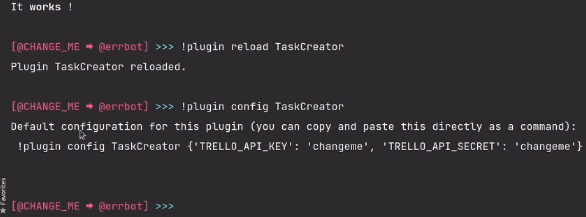 It works !
[@CHANGE_ME ➡ @errbot] >>> !plugin reload TaskCreator
Plugin TaskCreator reloaded.
[@CHANGE_ME ➡ @errbot] >>> !plugin config TaskCreator
Default configuration for this plugin (you can copy and paste this directly as a command):
!plugin config TaskCreator {'TRELLO_API_KEY': 'changeme', 'TRELLO_API_SECRET': 'changeme'}
[@CHANGE_ME ➡ @errbot] >>>
Favorites